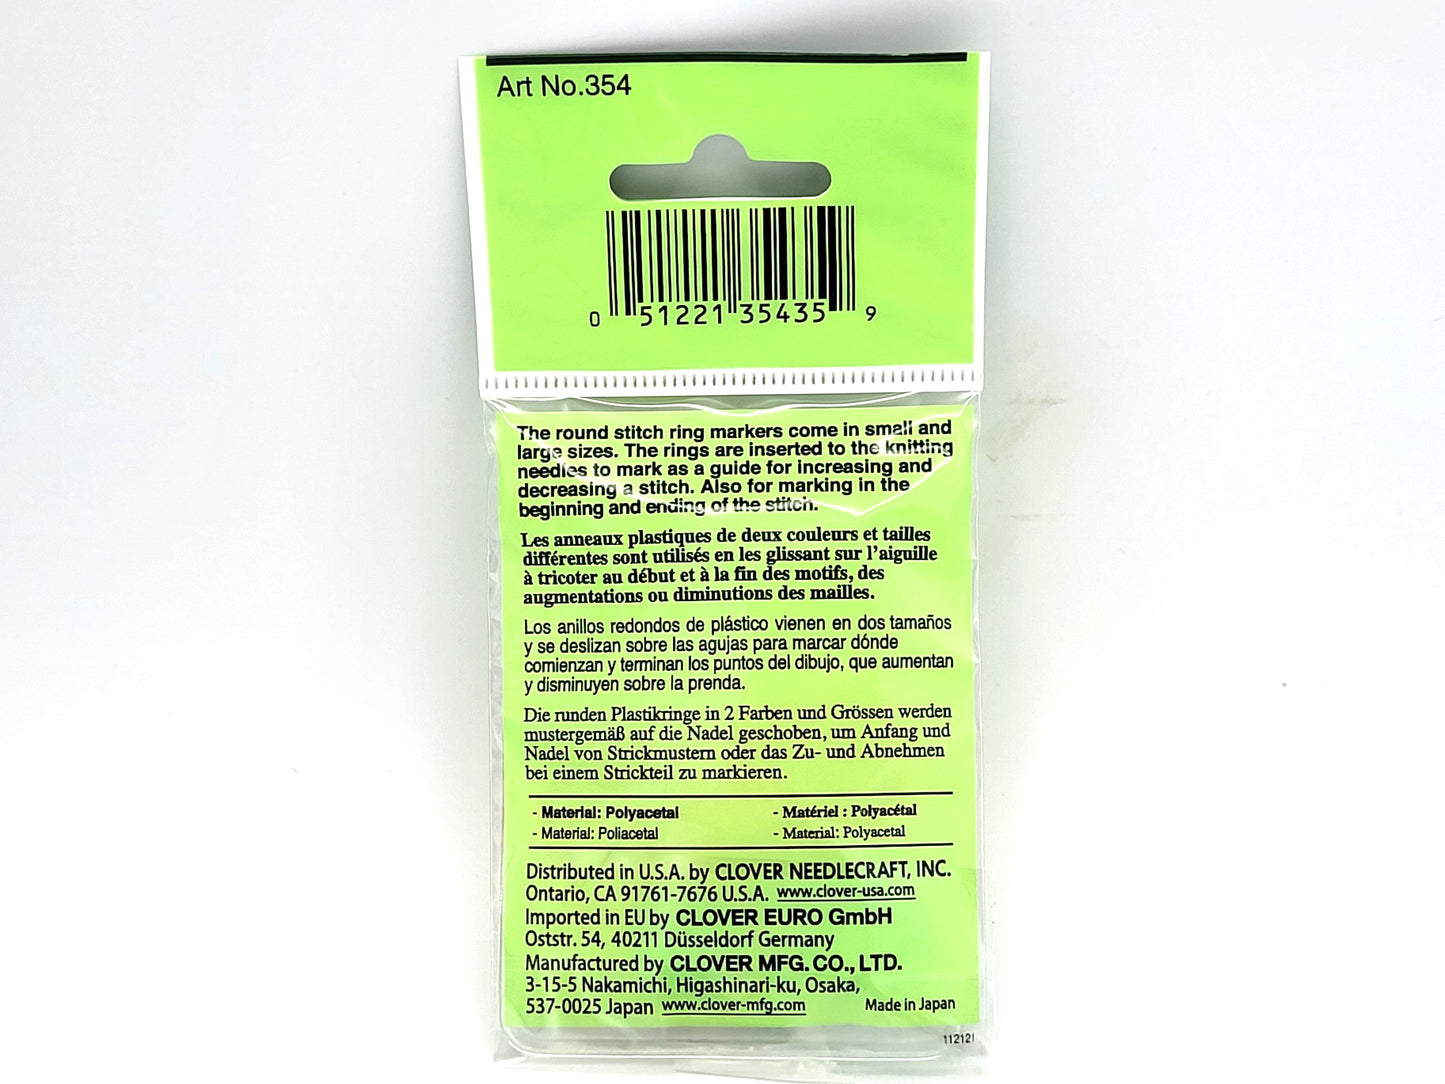 Art No.354
0 51221 35435 9
The round stitch ring markers come in small and
large sizes. The rings are inserted to the knitting
needles to mark as a guide for increasing and
decreasing a stitch. Also for marking in the
beginning and ending of the stitch.
Les anneaux plastiques de deux couleurs et tailles
différentes sont utilisés en les glissant sur l'aiguille
à tricoter au début et à la fin des motifs, des
augmentations ou diminutions des mailles.
Los anillos redondos de plástico vienen en dos tamaños
y se deslizan sobre las agujas para marcar dónde
comienzan y terminan los puntos del dibujo, que aumentan
y disminuyen sobre la prenda.
Die runden Plastikringe in 2 Farben und Grössen werden
mustergemäß auf die Nadel geschoben, um Anfang und
Nadel von Strickmustern oder das Zu- und Abnehmen
bei einem Strickteil zu markieren.
- Material: Polyacetal - Matériel : Polyacétal
- Material: Poliacetal - Material: Polyacetal
Distributed in U.S.A. by CLOVER NEEDLECRAFT, INC.
Ontario, CA 91761-7676 U.S.A. www.clover-usa.com
Imported in EU by CLOVER EURO GmbH
Oststr. 54, 40211 Düsseldorf Germany
Manufactured by CLOVER MFG. CO., LTD.
3-15-5 Nakamichi, Higashinari-ku, Osaka,
537-0025 Japan www.clover-mfg.com Made in Japan
112121